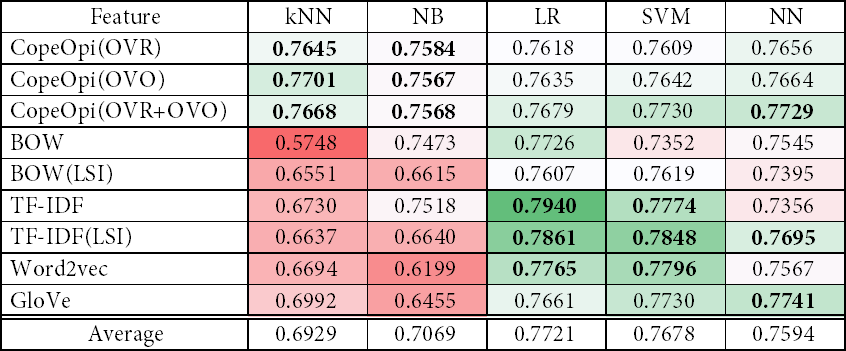 Feature kNN NB LR SVM NN
CopeOpi(OVR) 0.7645 0.7584 0.7618 0.7609 0.7656
CopeOpi(OVO) 0.7701 0.7567 0.7635 0.7642 0.7664
CopeOpi(OVR+OVO) 0.7668 0.7568 0.7679 0.7730 0.7729
BOW 0.5748 0.7473 0.7726 0.7352 0.7545
BOW(LSI) 0.6551 0.6615 0.7607 0.7619 0.7395
TF-IDF 0.6730 0.7518 0.7940 0.7774 0.7356
TF-IDF(LSI) 0.6637 0.6640 0.7861 0.7848 0.7695
Word2vec 0.6694 0.6199 0.7765 0.7796 0.7567
GloVe 0.6992 0.6455 0.7661 0.7730 0.7741
Average 0.6929 0.7069 0.7721 0.7678 0.7594